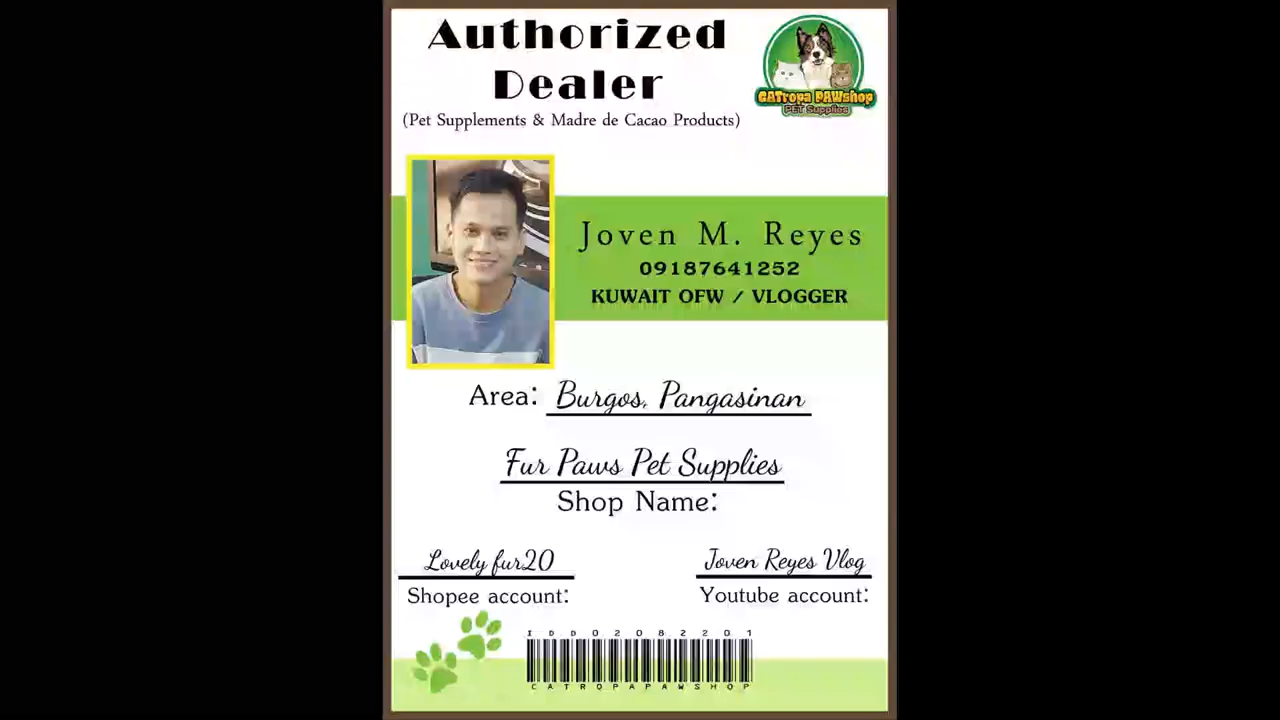 Authorized
Dealer
(Pet Supplements & Madre de Cacao Products)
CATropa PAWshop
PET Supplies
Joven M. Reyes
09187641252
KUWAIT OFW / VLOGGER
Area: Burgos, Pangasinan
Fur Paws Pet Supplies
Shop Name:
Lovely fur20
Shopee account:
Joven Reyes Vlog
Youtube account:
IDD02082201
CATROPAPAWSHOP